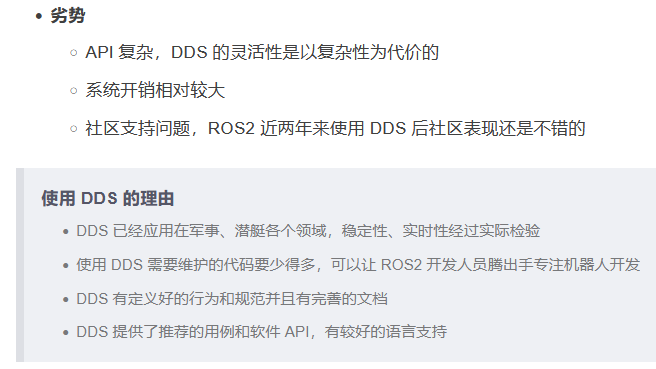 劣势
API 复杂，DDS 的灵活性是以复杂性为代价的
系统开销相对较大
社区支持问题，ROS2 近两年来使用 DDS 后社区表现还是不错的
使用 DDS 的理由
DDS 已经应用在军事、潜艇各个领域，稳定性、实时性经过实际检验
使用 DDS 需要维护的代码要少得多，可以让 ROS2 开发人员腾出手专注机器人开发
DDS 有定义好的行为和规范并且有完善的文档
DDS 提供了推荐的用例和软件 API，有较好的语言支持